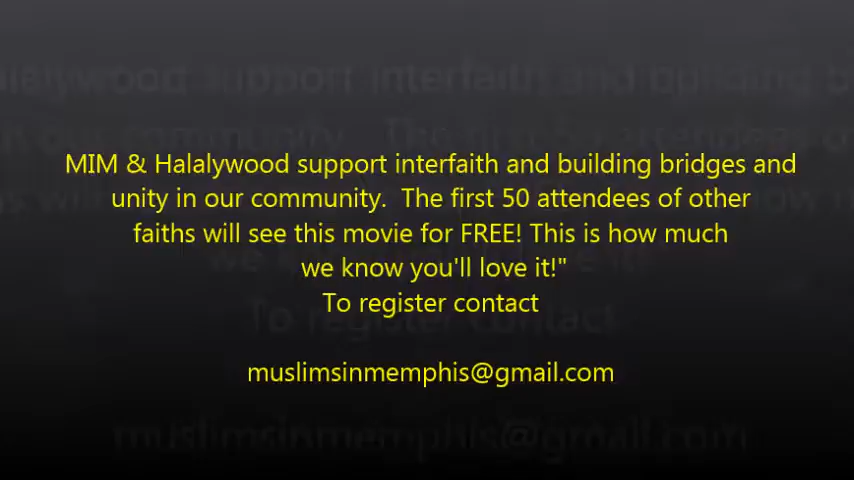 MIM & Halalywood support interfaith and building bridges and
unity in our community.  The first 50 attendees of other
faiths will see this movie for FREE! This is how much
we know you'll love it!"
To register contact
muslimsinmemphis@gmail.com